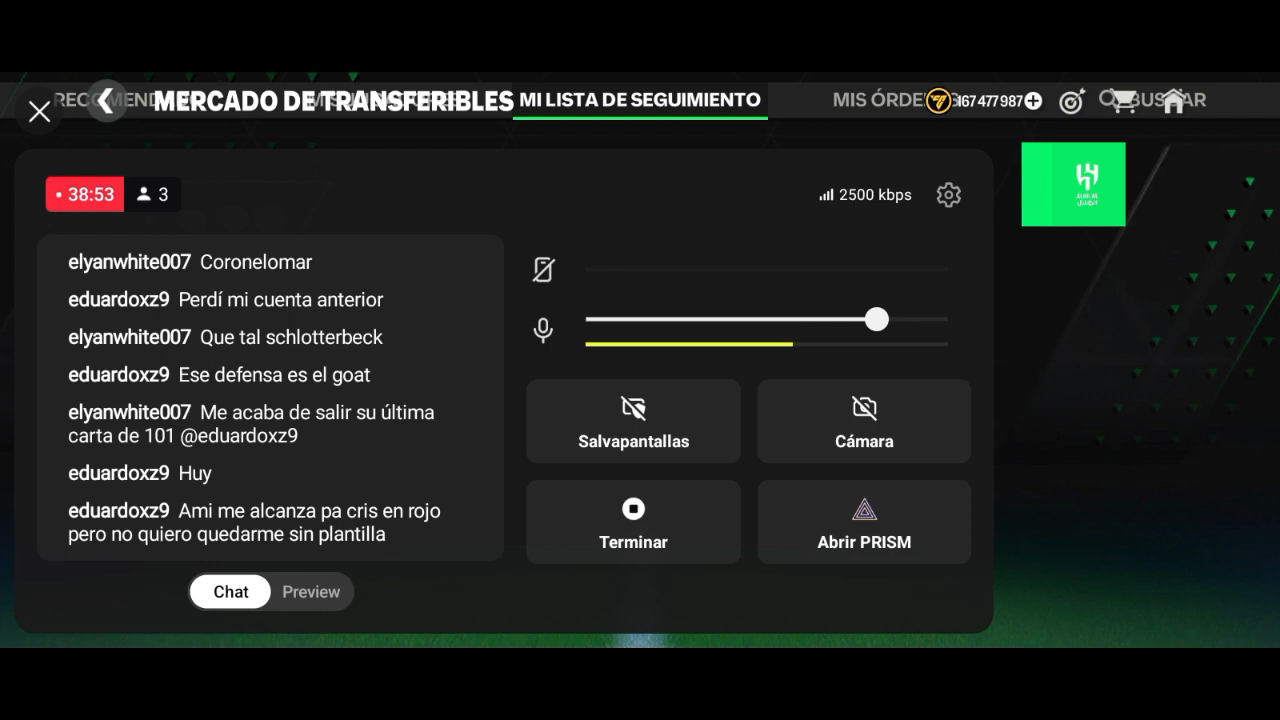 MERCADO DE TRANSFERIBLES
MI LISTA DE SEGUIMIENTO
167 477 987
38:53
3
2500 kbps
elyanwhite007 Coronelomar
eduardoxz9 Perdí mi cuenta anterior
elyanwhite007 Que tal schlotterbeck
eduardoxz9 Ese defensa es el goat
elyanwhite007 Me acaba de salir su última
carta de 101 @eduardoxz9
eduardoxz9 Huy
eduardoxz9 Ami me alcanza pa cris en rojo
pero no quiero quedarme sin plantilla
Chat
Preview
Salvapantallas
Cámara
Terminar
Abrir PRISM